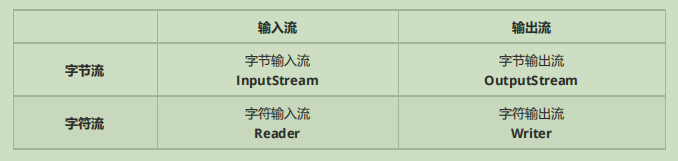 输入流 输出流
字节流
字节输入流 字节输出流
InputStream OutputStream
字符流
字符输入流 字符输出流
Reader Writer